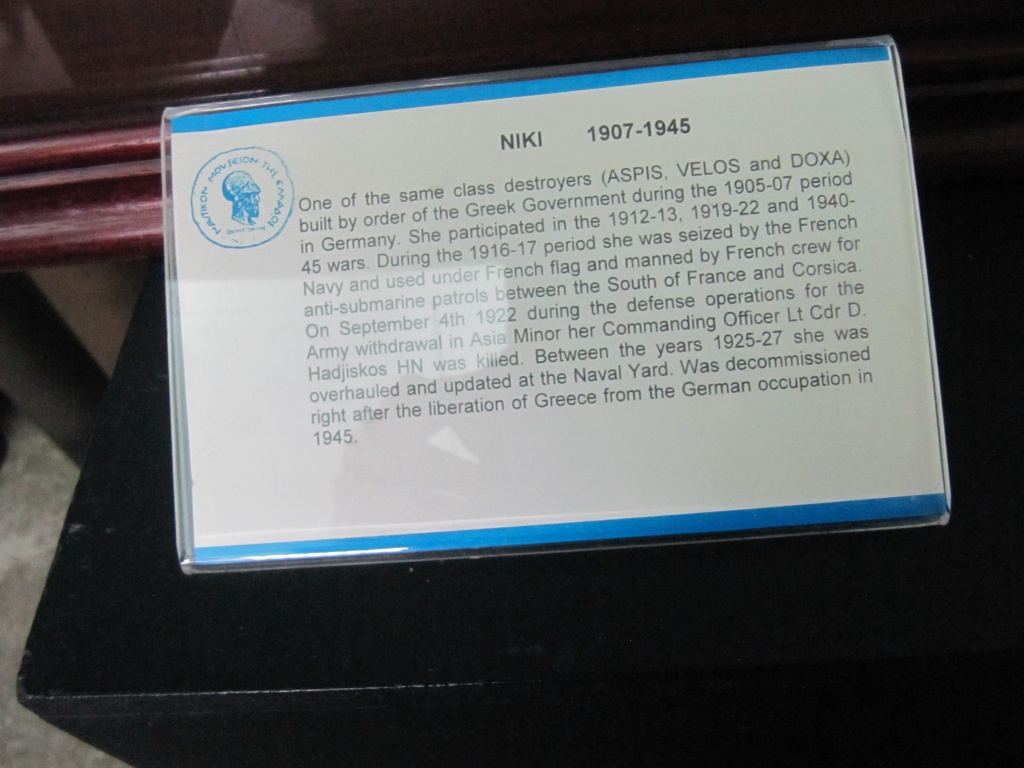 NIKI 1907-1945
ΝΑΥΤΙΚΟΝ ΜΟΥΣΕΙΟΝ ΤΗΣ ΕΛΛΑΔΟΣ
One of the same class destroyers (ASPIS, VELOS and DOXA)
built by order of the Greek Government during the 1905-07 period
in Germany. She participated in the 1912-13, 1919-22 and 1940-
45 wars. During the 1916-17 period she was seized by the French
Navy and used under French flag and manned by French crew for
anti-submarine patrols between the South of France and Corsica.
On September 4th 1922 during the defense operations for the
Army withdrawal in Asia Minor her Commanding Officer Lt Cdr D.
Hadjiskos HN was killed. Between the years 1925-27 she was
overhauled and updated at the Naval Yard. Was decommissioned
right after the liberation of Greece from the German occupation in
1945.